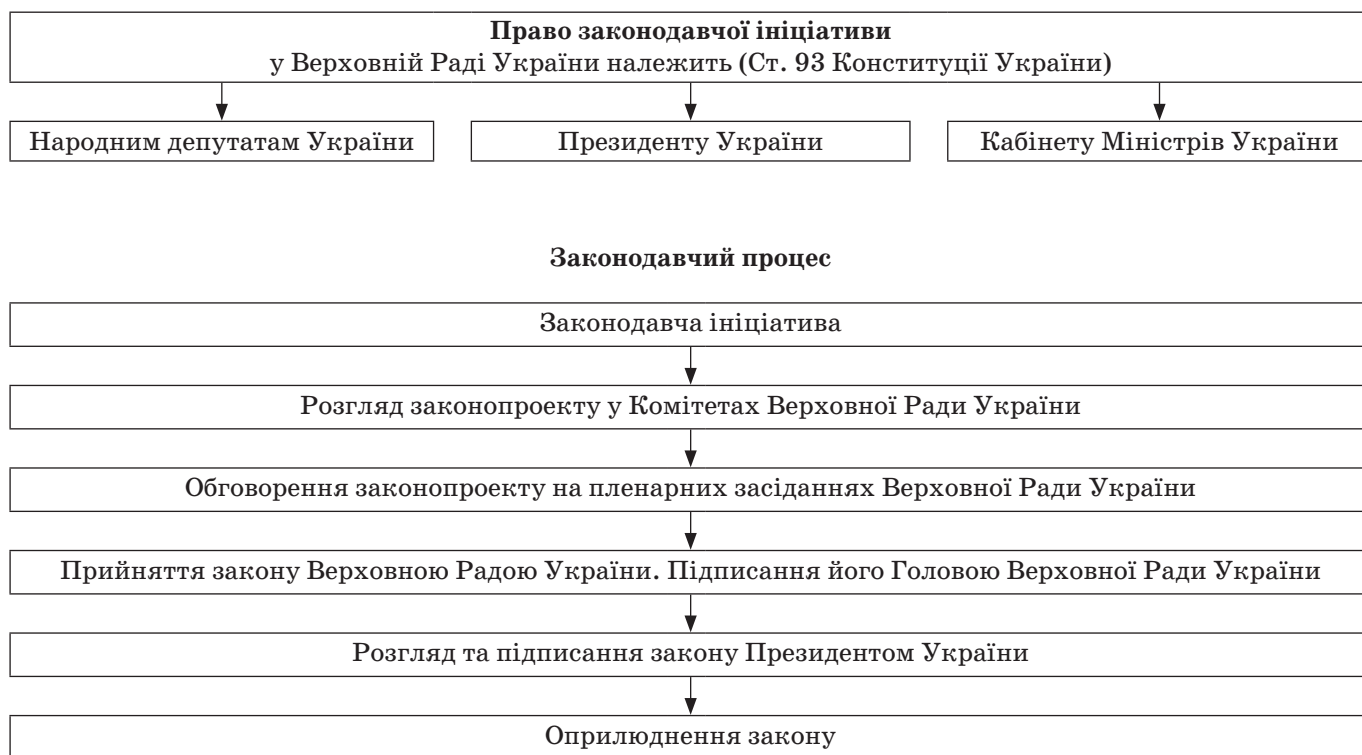 Право законодавчої ініціативи
у Верховній Раді України належить (Ст. 93 Конституції України)
Народним депутатам України
Президенту України
Кабінету Міністрів України
Законодавчий процес
Законодавча ініціатива
Розгляд законопроекту у Комітетах Верховної Ради України
Обговорення законопроекту на пленарних засіданнях Верховної Ради України
Прийняття закону Верховною Радою України. Підписання його Головою Верховної Ради України
Розгляд та підписання закону Президентом України
Оприлюднення закону